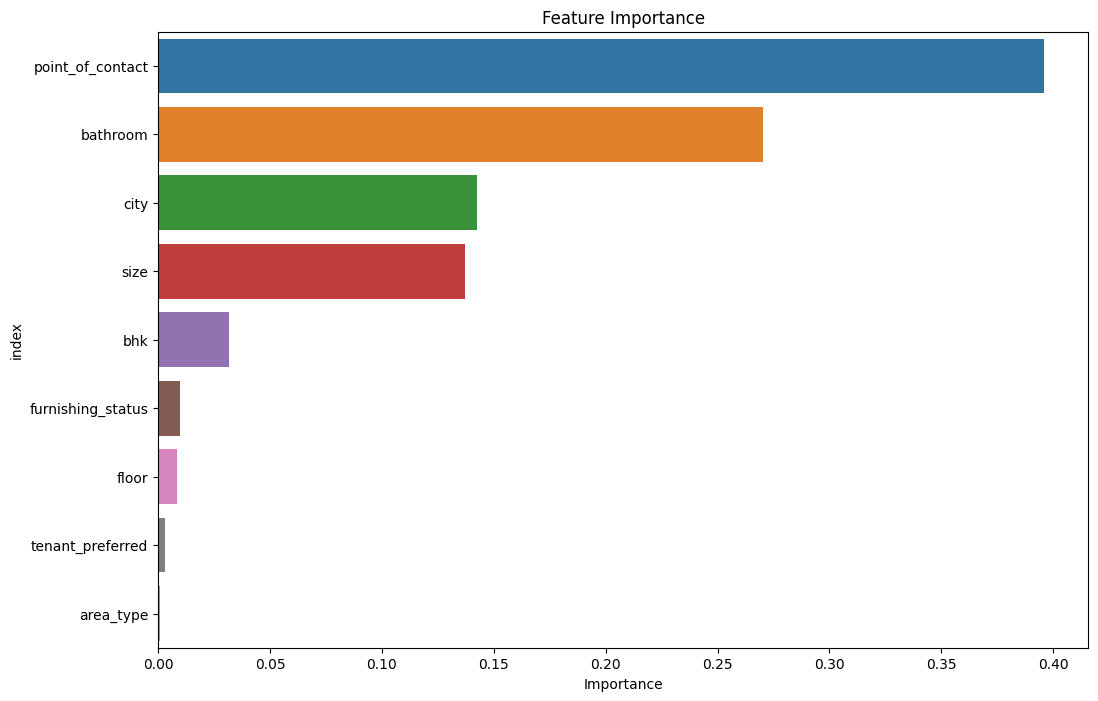 Feature Importance
point_of_contact
bathroom
city
size
bhk
furnishing_status
floor
tenant_preferred
area_type
index
0.00 0.05 0.10 0.15 0.20 0.25 0.30 0.35 0.40
Importance